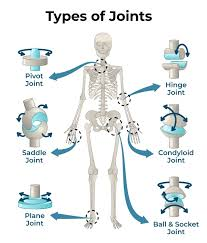 Types of Joints
Pivot
Joint
Hinge
Joint
Saddle
Joint
Condyloid
Joint
Plane
Joint
Ball & Socket
Joint